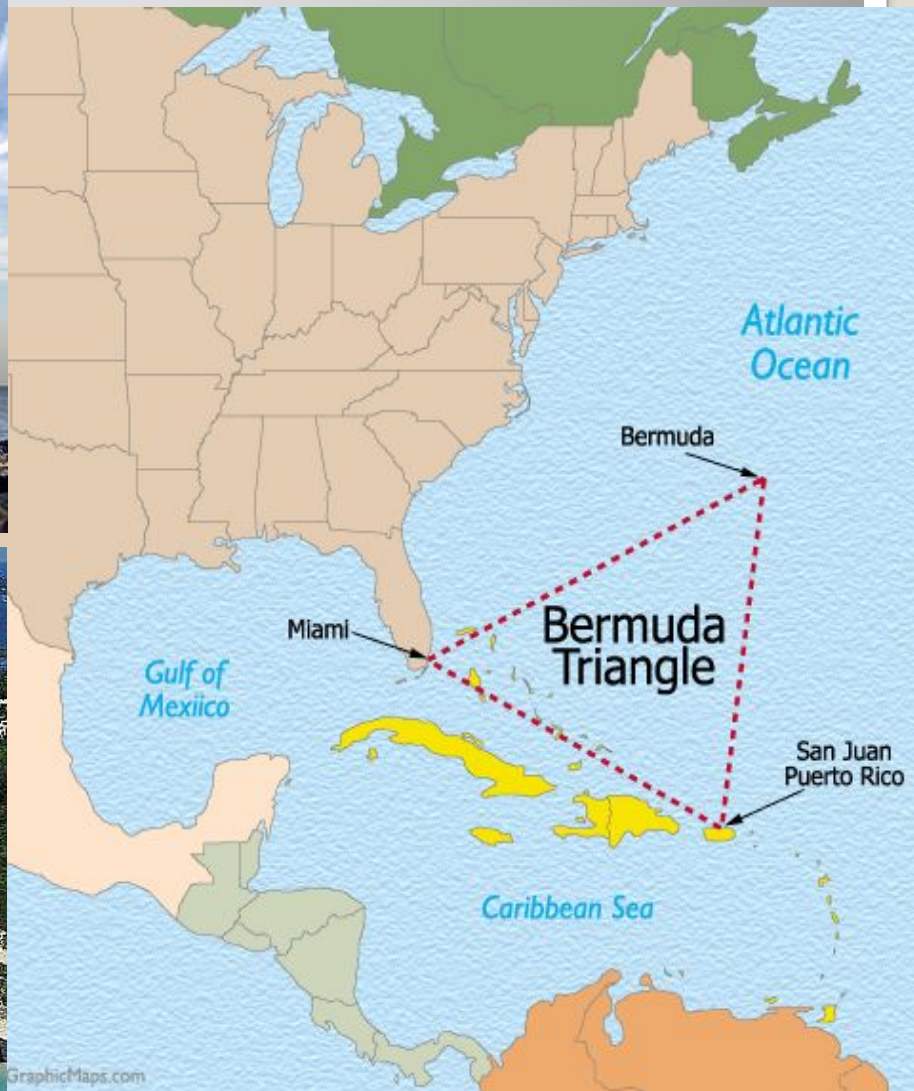 Atlantic
Ocean
Bermuda
Bermuda
Triangle
Miami
Gulf of
Mexiico
San Juan
Puerto Rico
Caribbean Sea
GraphicMaps.com